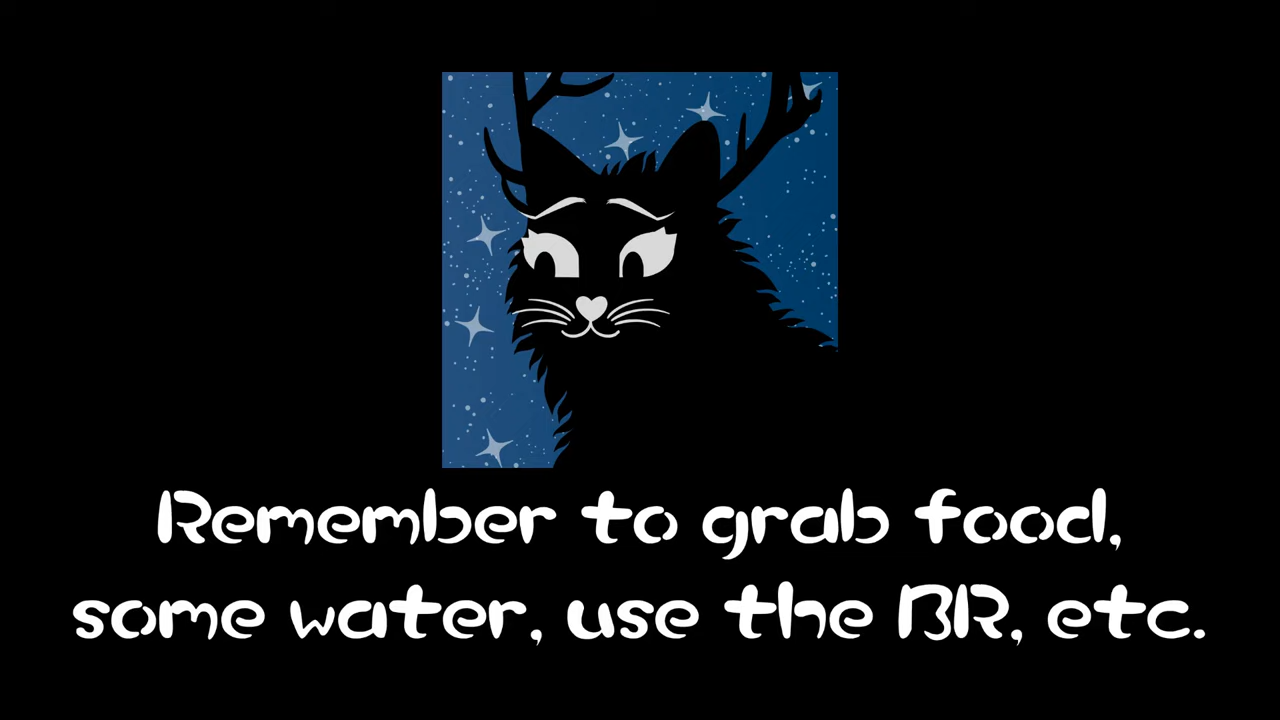 Remember to grab food,
some water, use the BR, etc.